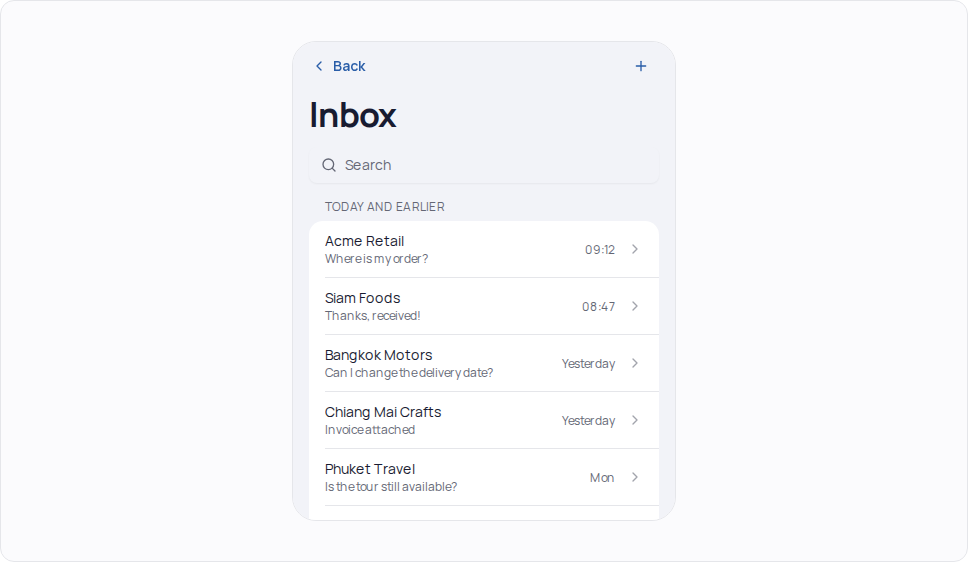 Back
Inbox
Search
TODAY AND EARLIER
Acme Retail
Where is my order?
09:12
Siam Foods
Thanks, received!
08:47
Bangkok Motors
Can I change the delivery date?
Yesterday
Chiang Mai Crafts
Invoice attached
Yesterday
Phuket Travel
Is the tour still available?
Mon